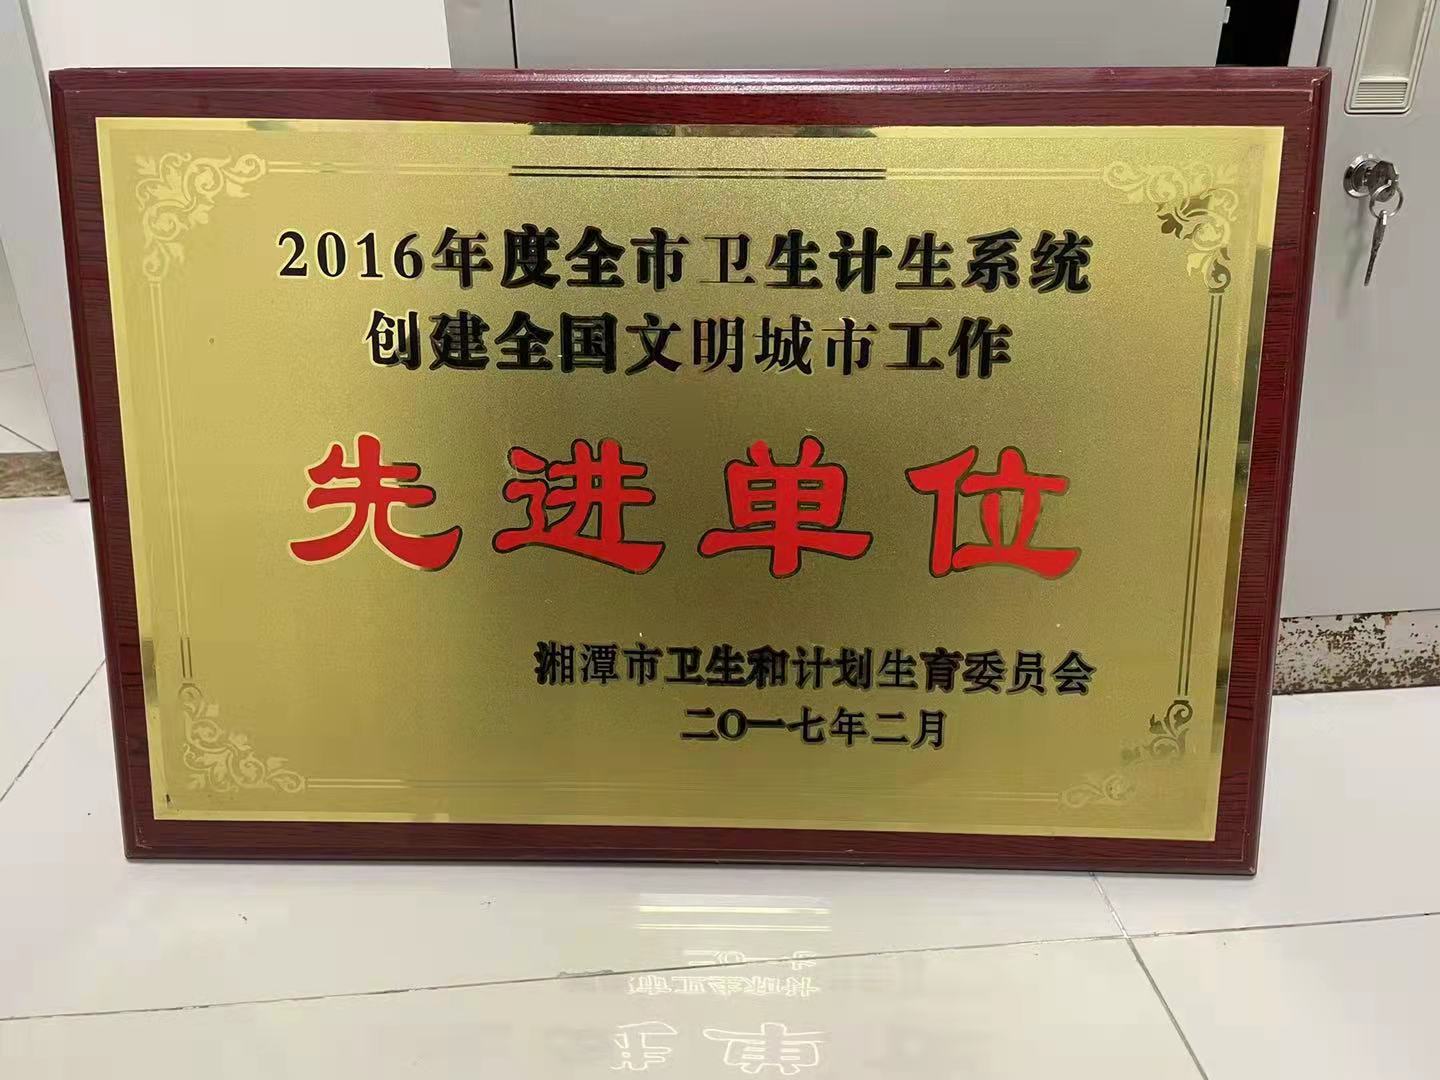 2016年度全市卫生计生系统
创建全国文明城市工作
先进单位
湘潭市卫生和计划生育委员会
二〇一七年二月